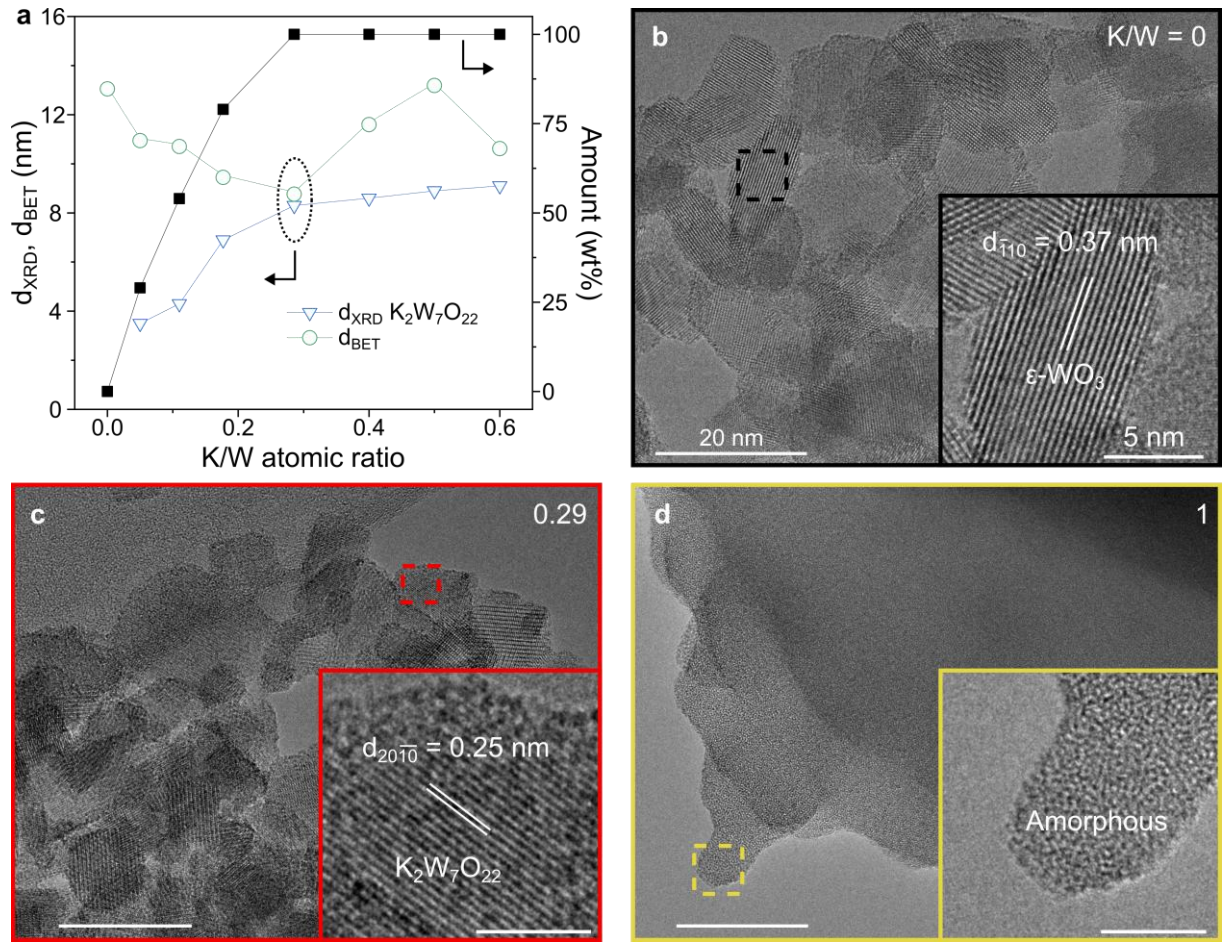 a
16
12
8
4
0
d_XRD, d_BET (nm)
100
75
50
25
0
Amount (wt%)
d_XRD K₂W₇O₂₂
d_BET
0.0 0.2 0.4 0.6
K/W atomic ratio
b K/W = 0
d_1̄10 = 0.37 nm
ε-WO₃
20 nm
5 nm
c 0.29
d_201̄0̄ = 0.25 nm
K₂W₇O₂₂
d 1
Amorphous